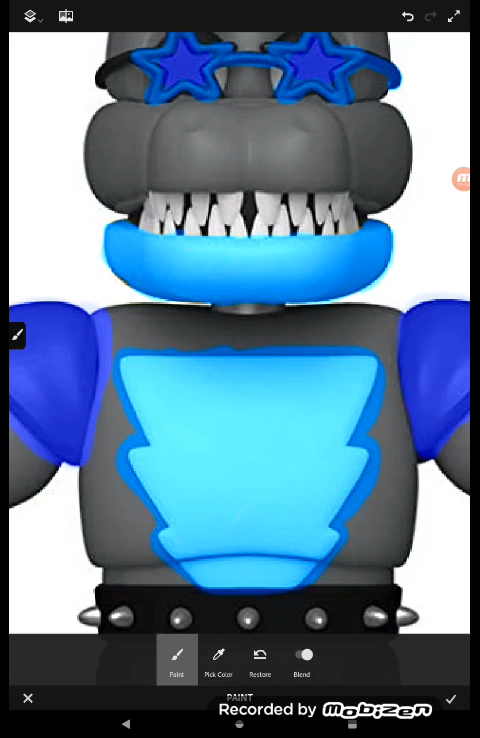 Paint
Pick Color
Restore
Blend
PAINT
Recorded by Mobizen